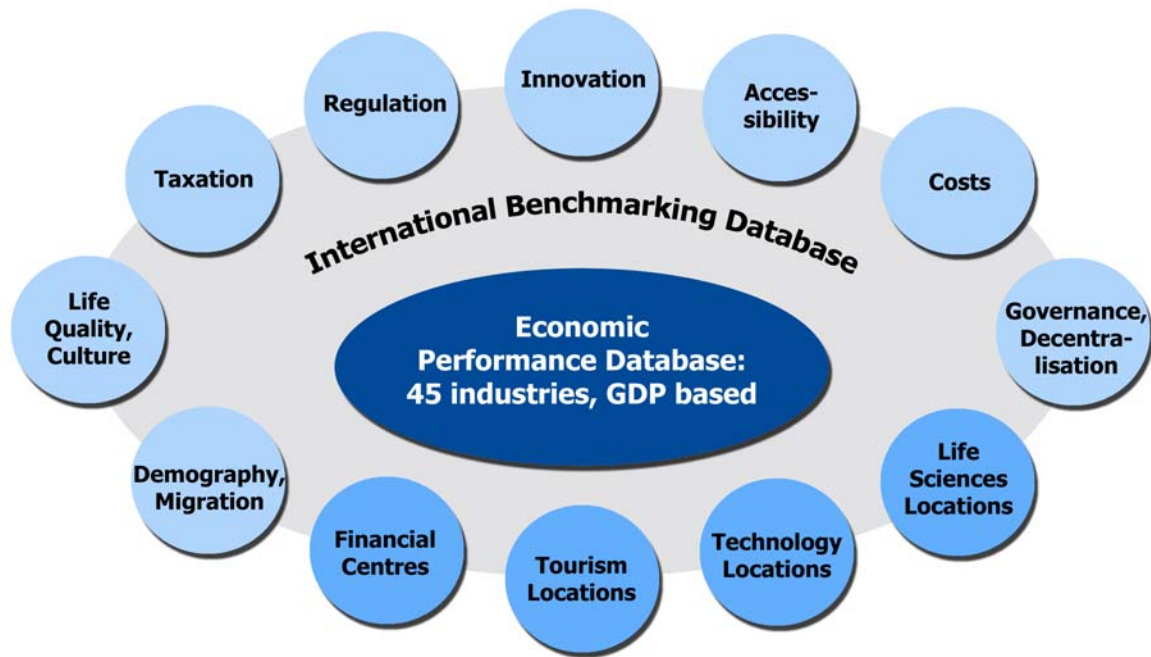 Innovation
Regulation
Acces-
sibility
Taxation
Costs
International Benchmarking Database
Life
Quality,
Culture
Governance,
Decentra-
lisation
Economic
Performance Database:
45 industries, GDP based
Demography,
Migration
Life
Sciences
Locations
Financial
Centres
Tourism
Locations
Technology
Locations